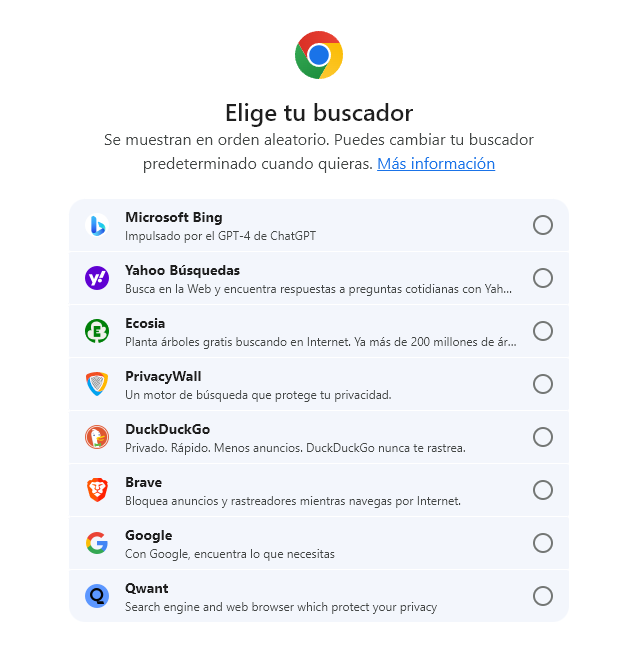 Elige tu buscador
Se muestran en orden aleatorio. Puedes cambiar tu buscador
predeterminado cuando quieras. Más información
Microsoft Bing
Impulsado por el GPT-4 de ChatGPT
Yahoo Búsquedas
Busca en la Web y encuentra respuestas a preguntas cotidianas con Yah...
Ecosia
Planta árboles gratis buscando en Internet. Ya más de 200 millones de ár...
PrivacyWall
Un motor de búsqueda que protege tu privacidad.
DuckDuckGo
Privado. Rápido. Menos anuncios. DuckDuckGo nunca te rastrea.
Brave
Bloquea anuncios y rastreadores mientras navegas por Internet.
Google
Con Google, encuentra lo que necesitas
Qwant
Search engine and web browser which protect your privacy